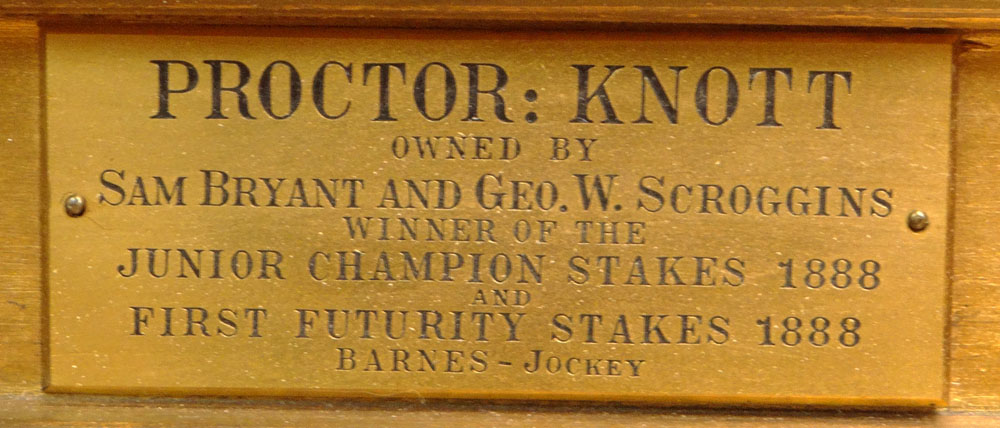 PROCTOR: KNOTT
OWNED BY
SAM BRYANT AND GEO. W. SCROGGINS
WINNER OF THE
JUNIOR CHAMPION STAKES 1888
AND
FIRST FUTURITY STAKES 1888
BARNES - JOCKEY